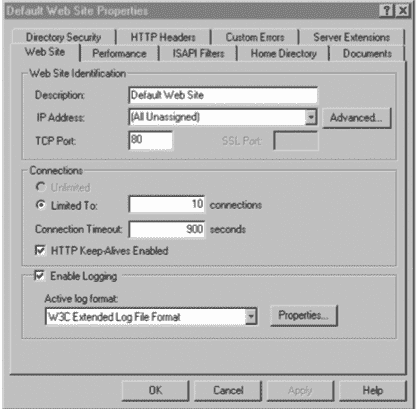 Default Web Site Properties
Directory Security HTTP Headers Custom Errors Server Extensions
Web Site Performance ISAPI Filters Home Directory Documents
Web Site Identification
Description: Default Web Site
IP Address: (All Unassigned) Advanced...
TCP Port: 80 SSL Port:
Connections
Unlimited
Limited To: 10 connections
Connection Timeout: 900 seconds
HTTP Keep-Alives Enabled
Enable Logging
Active log format:
W3C Extended Log File Format Properties...
OK Cancel Apply Help